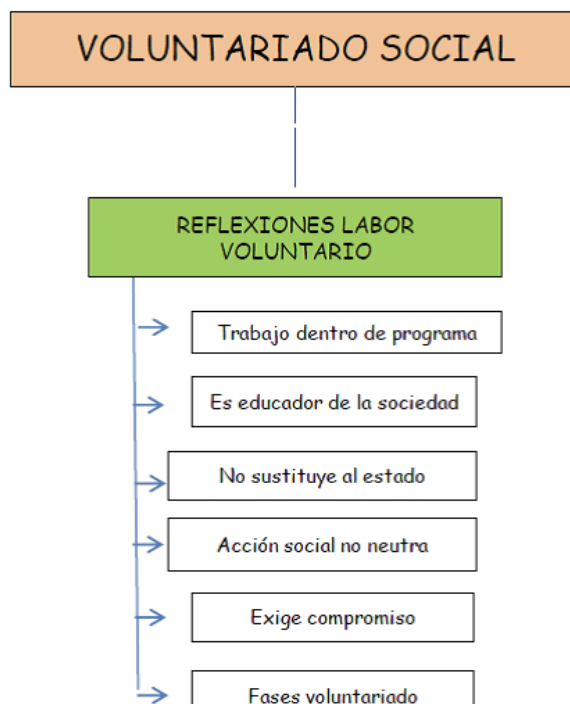 VOLUNTARIADO SOCIAL
REFLEXIONES LABOR
VOLUNTARIO
Trabajo dentro de programa
Es educador de la sociedad
No sustituye al estado
Acción social no neutra
Exige compromiso
Fases voluntariado